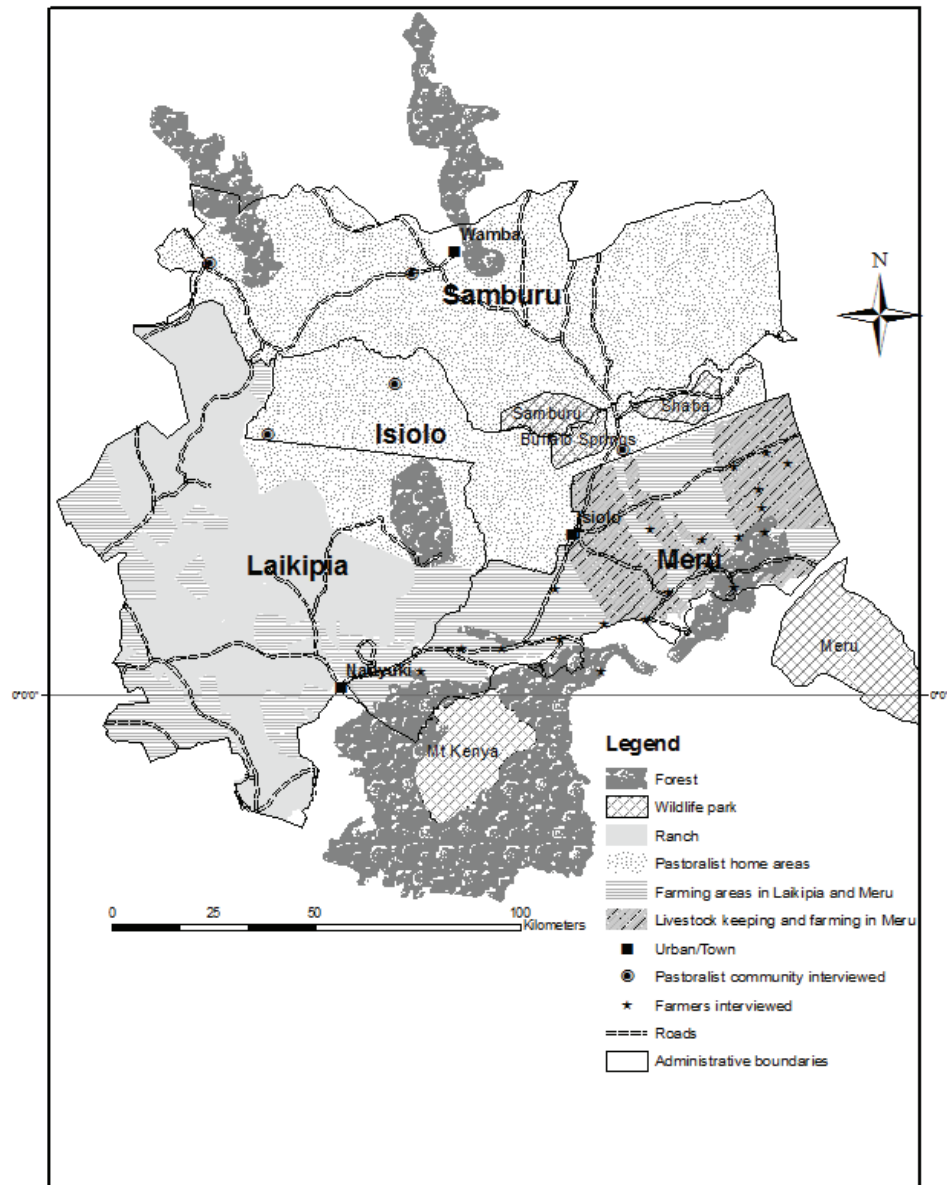 Wamba
N
Samburu
Samburu
Shaba
Isiolo
Buffalo Springs
Isiolo
Meru
Laikipia
Meru
Nanyuki
0°0'0"
0°0'
Mt Kenya
Legend
Forest
Wildlife park
Ranch
Pastoralist home areas
Farming areas in Laikipia and Meru
Livestock keeping and farming in Meru
Urban/Town
Pastoralist community interviewed
Farmers interviewed
Roads
Administrative boundaries
0 25 50 100
Kilometers